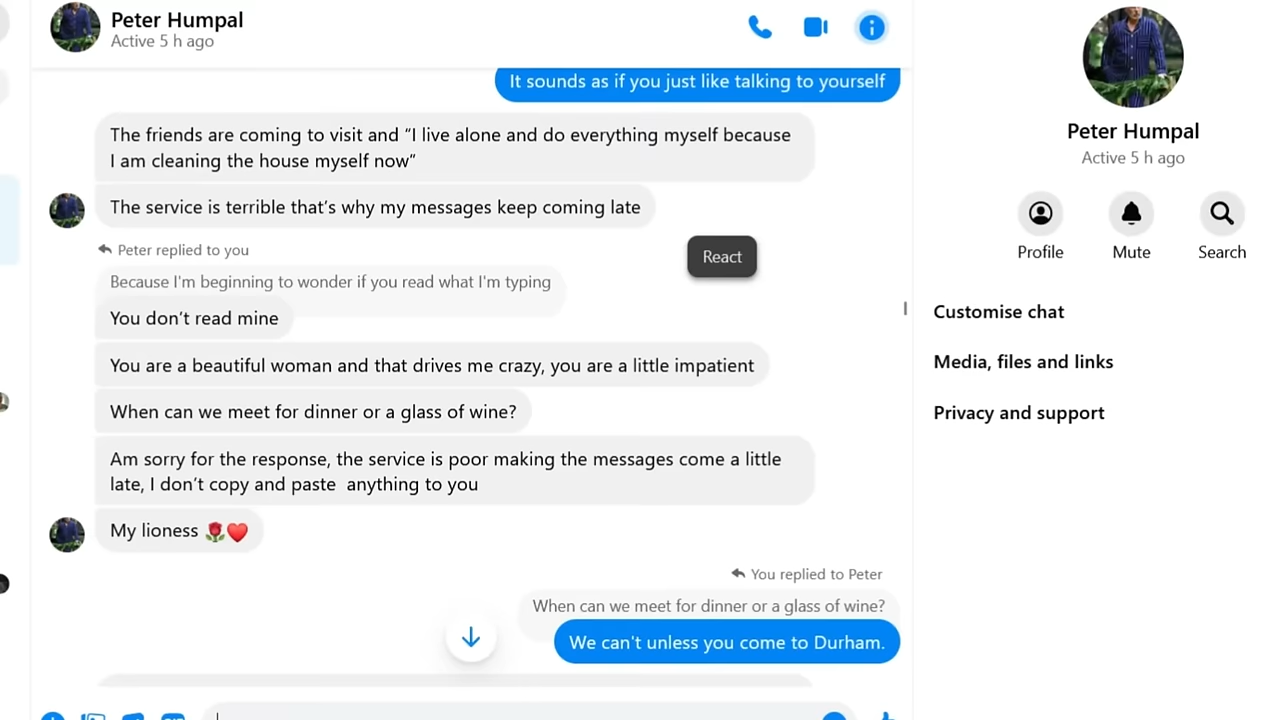 Peter Humpal
Active 5 h ago
It sounds as if you just like talking to yourself
The friends are coming to visit and “I live alone and do everything myself because
I am cleaning the house myself now”
The service is terrible that’s why my messages keep coming late
Peter replied to you
React
Because I'm beginning to wonder if you read what I'm typing
You don’t read mine
You are a beautiful woman and that drives me crazy, you are a little impatient
When can we meet for dinner or a glass of wine?
Am sorry for the response, the service is poor making the messages come a little
late, I don’t copy and paste  anything to you
My lioness 🌹♥️
You replied to Peter
When can we meet for dinner or a glass of wine?
We can't unless you come to Durham.
Peter Humpal
Active 5 h ago
Profile
Mute
Search
Customise chat
Media, files and links
Privacy and support